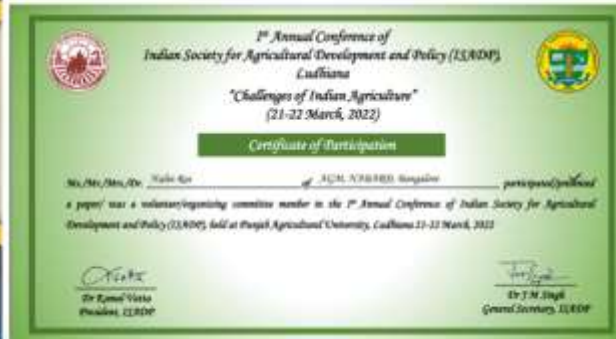 1st Annual Conference of
Indian Society for Agricultural Development and Policy (ISADP),
Ludhiana
"Challenges of Indian Agriculture"
(21-22 March, 2022)
Certificate of Participation
Ms./Mr./Mrs./Dr. Nalin Rai of AGM, NABARD, Bangalore participated/presented
a paper/ was a volunteer/organizing committee member in the 1st Annual Conference of Indian Society for Agricultural
Development and Policy (ISADP), held at Punjab Agricultural University, Ludhiana 21-22 March, 2022
Dr Kamal Vatta
President, ISADP
Dr J M Singh
General Secretary, ISADP